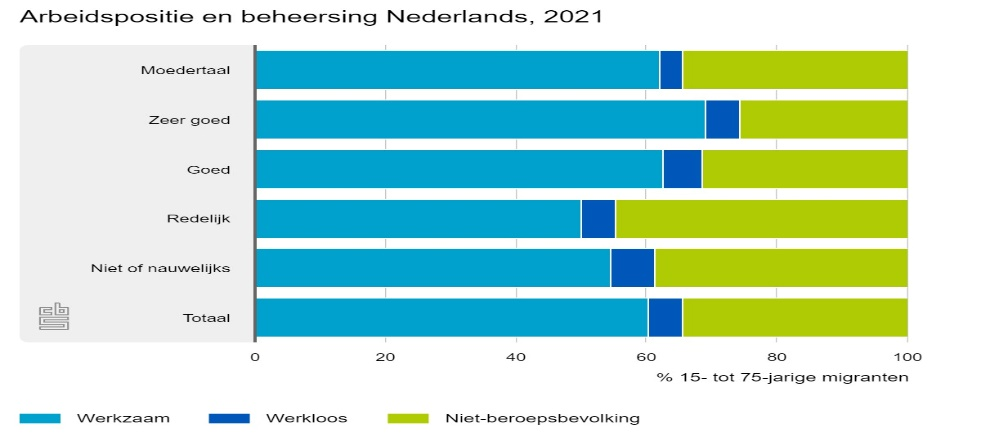 Arbeidspositie en beheersing Nederlands, 2021
Moedertaal
Zeer goed
Goed
Redelijk
Niet of nauwelijks
Totaal
cbs
0 20 40 60 80 100
% 15- tot 75-jarige migranten
Werkzaam Werkloos Niet-beroepsbevolking